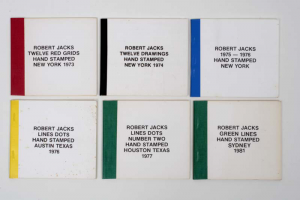 ROBERT JACKS
TWELVE RED GRIDS
HAND STAMPED
NEW YORK 1973
ROBERT JACKS
TWELVE DRAWINGS
HAND STAMPED
NEW YORK 1974
ROBERT JACKS
1975 — 1976
HAND STAMPED
NEW YORK
ROBERT JACKS
LINES DOTS
HAND STAMPED
AUSTIN TEXAS
1976
ROBERT JACKS
LINES DOTS
NUMBER TWO
HAND STAMPED
HOUSTON TEXAS
1977
ROBERT JACKS
GREEN LINES
HAND STAMPED
SYDNEY
1981